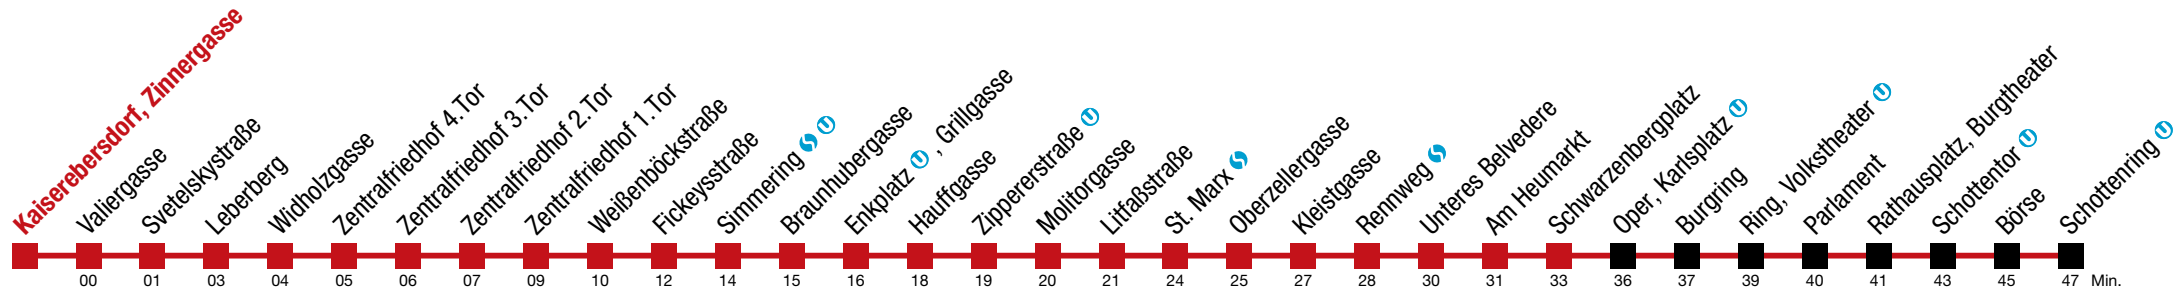 Kaiserebersdorf, Zinnergasse
Valiergasse
Svetelskystraße
Leberberg
Widholzgasse
Zentralfriedhof 4.Tor
Zentralfriedhof 3.Tor
Zentralfriedhof 2.Tor
Zentralfriedhof 1.Tor
Weißenböckstraße
Fickeysstraße
Simmering S U
Braunhubergasse
Enkplatz U , Grillgasse
Hauffgasse
Zippererstraße U
Molitorgasse
Litfaßstraße
St. Marx S
Oberzellergasse
Kleistgasse
Rennweg S
Unteres Belvedere
Am Heumarkt
Schwarzenbergplatz
Oper, Karlsplatz U
Burgring
Ring, Volkstheater U
Parlament
Rathausplatz, Burgtheater
Schottentor U
Börse
Schottenring U
00 01 03 04 05 06 07 09 10 12 14 15 16 18 19 20 21 24 25 27 28 30 31 33 36 37 39 40 41 43 45 47 Min.